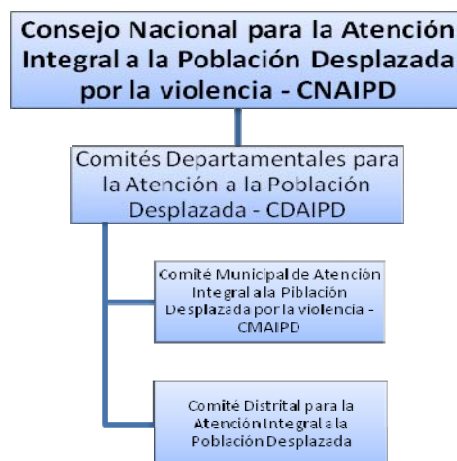 Consejo Nacional para la Atención
Integral a la Población Desplazada
por la violencia - CNAIPD
Comités Departamentales para
la Atención a la Población
Desplazada - CDAIPD
Comité Municipal de Atención
Integral ala Piblación
Desplazada por la violencia -
CMAIPD
Comité Distrital para la
Atención Integral a la
Población Desplazada